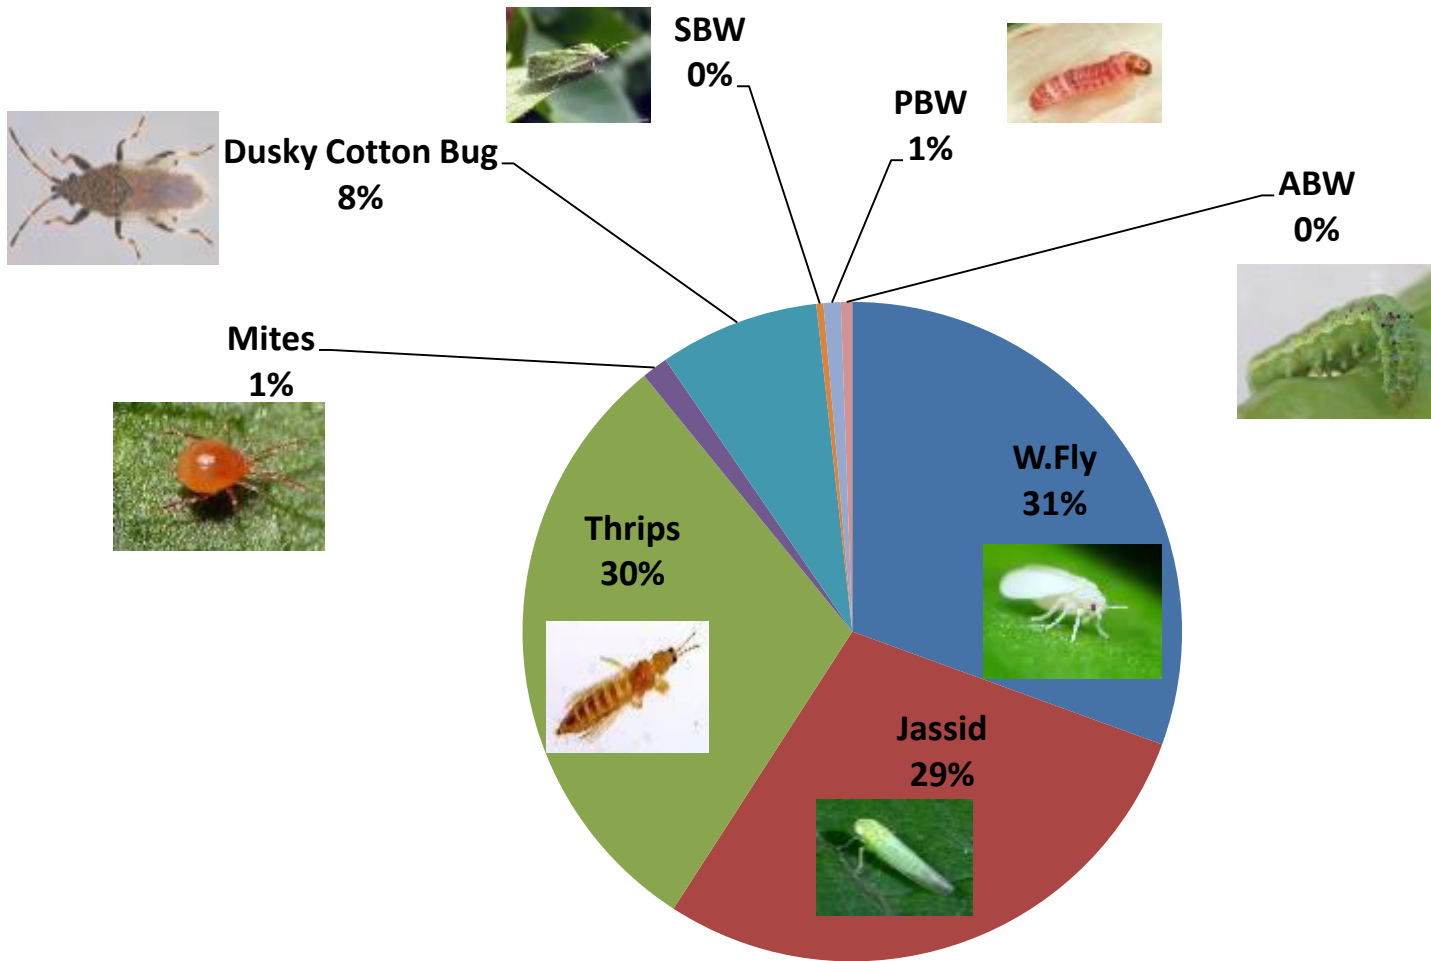 SBW
0%
PBW
1%
Dusky Cotton Bug
8%
ABW
0%
Mites
1%
W.Fly
31%
Thrips
30%
Jassid
29%